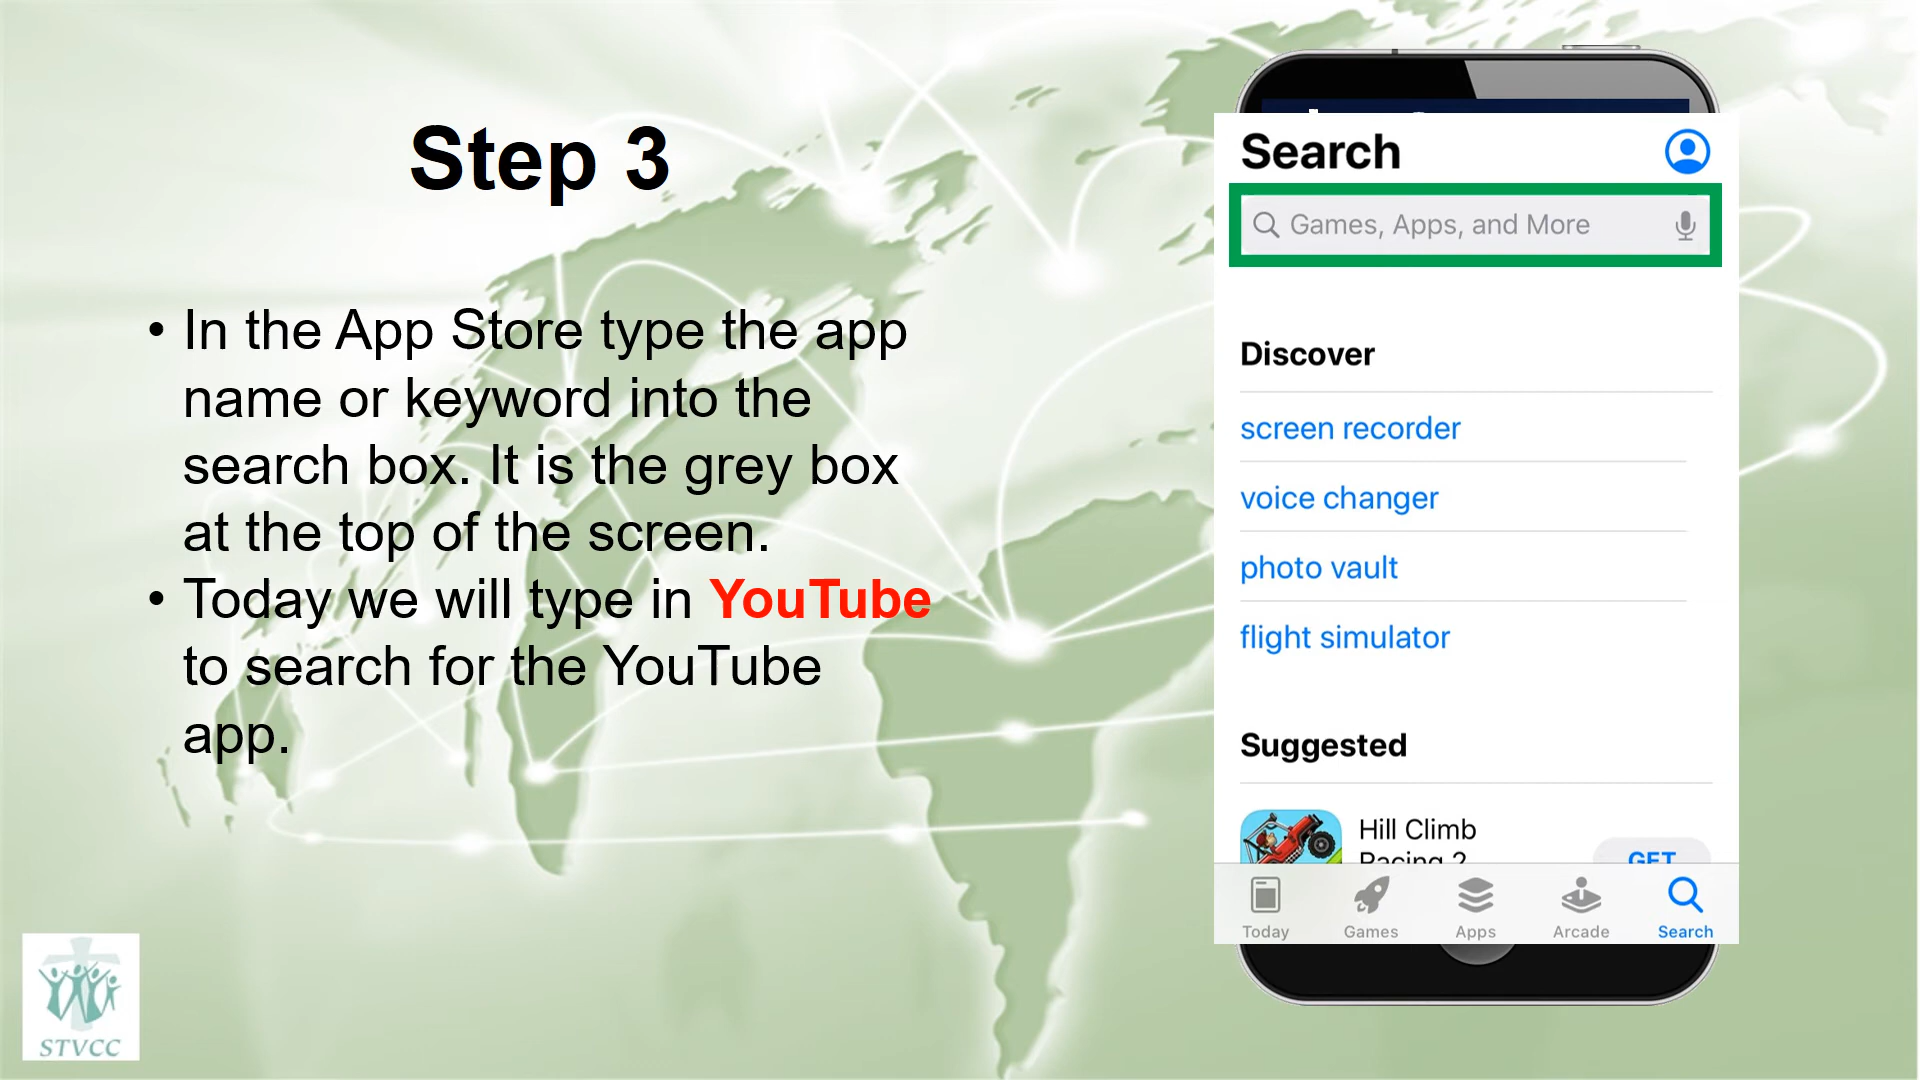 Step 3
• In the App Store type the app
name or keyword into the
search box. It is the grey box
at the top of the screen.
• Today we will type in YouTube
to search for the YouTube
app.
Search
Games, Apps, and More
Discover
screen recorder
voice changer
photo vault
flight simulator
Suggested
Hill Climb
Racing 2
GET
Today Games Apps Arcade Search
STVCC